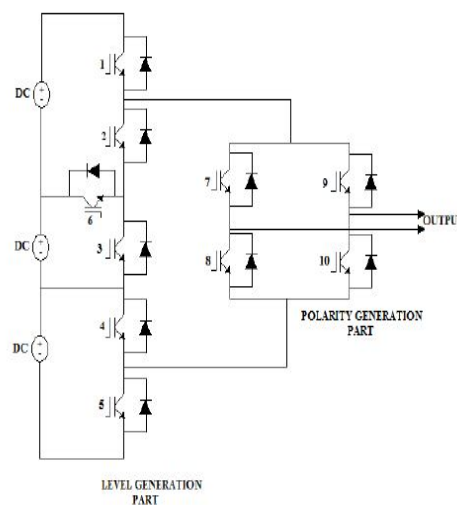 1
DC
2
7
9
6
OUTPU
3
8
10
DC
POLARITY GENERATION
PART
4
DC
5
LEVEL GENERATION
PART